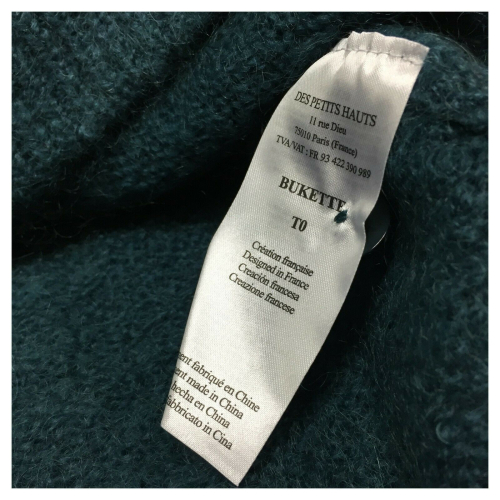 DES PETITS HAUTS
11 rue Dieu
75010 Paris (France)
TVA/VAT : FR 93 422 390 989
BUKETTE
T0
Création française
Designed in France
Creación francesa
Creazione francese
fabriqué en Chine
made in China
hecha en China
in Cina